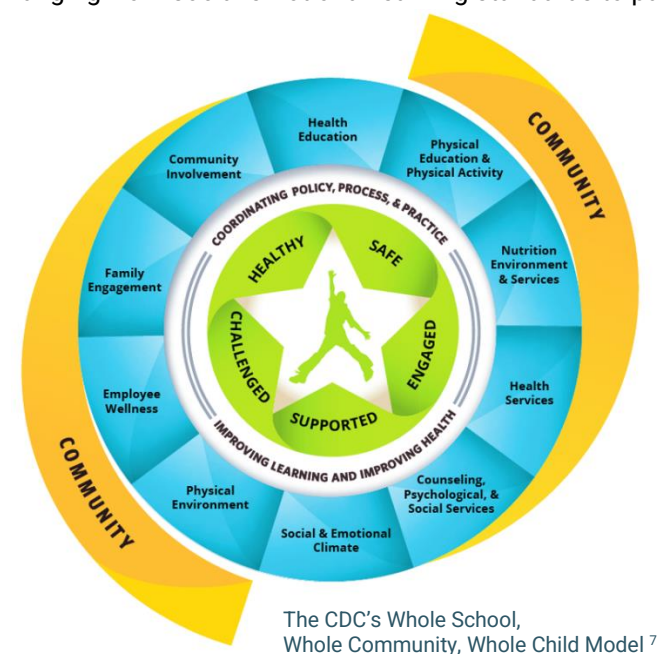 COMMUNITY
Health
Education
Physical
Education &
Physical Activity
Nutrition
Environment
& Services
Health
Services
Counseling,
Psychological, &
Social Services
Social & Emotional
Climate
Physical
Environment
Employee
Wellness
Family
Engagement
Community
Involvement
COORDINATING POLICY, PROCESS, & PRACTICE
HEALTHY
SAFE
ENGAGED
SUPPORTED
CHALLENGED
IMPROVING LEARNING AND IMPROVING HEALTH
COMMUNITY
The CDC's Whole School,
Whole Community, Whole Child Model 7